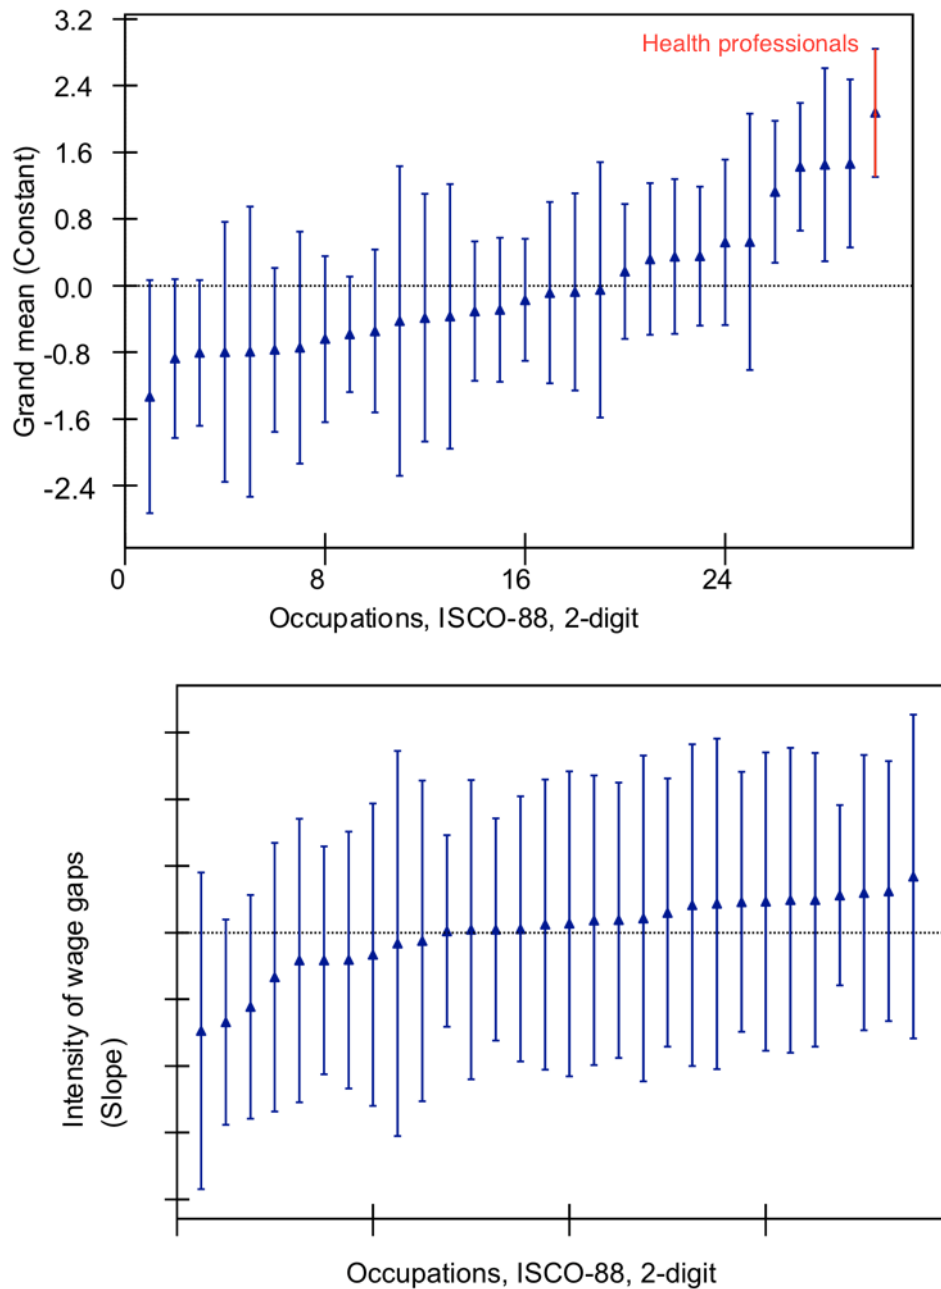 3.2
Health professionals
2.4
1.6
0.8
0.0
-0.8
-1.6
-2.4
Grand mean (Constant)
0
8
16
24
Occupations, ISCO-88, 2-digit
Intensity of wage gaps
(Slope)
Occupations, ISCO-88, 2-digit